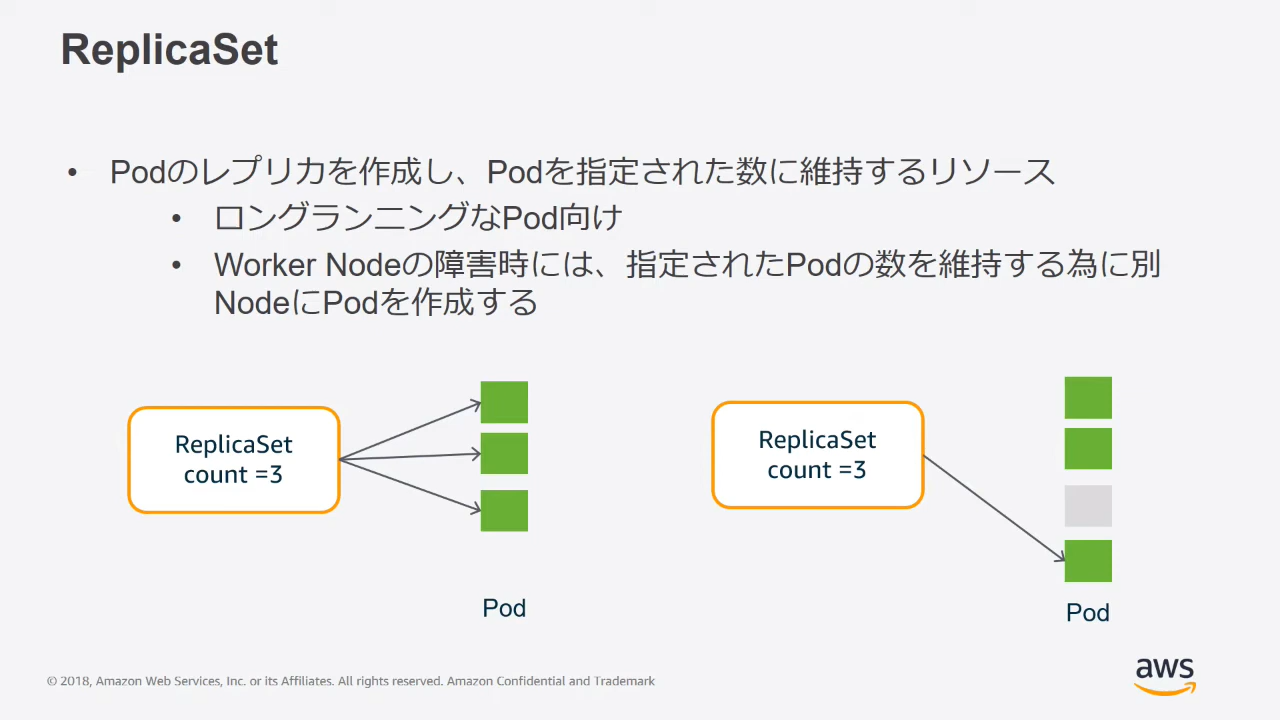 ReplicaSet
• Podのレプリカを作成し、Podを指定された数に維持するリソース
• ロングランニングなPod向け
• Worker Nodeの障害時には、指定されたPodの数を維持する為に別
NodeにPodを作成する
ReplicaSet
count =3
Pod
ReplicaSet
count =3
Pod
© 2018, Amazon Web Services, Inc. or its Affiliates. All rights reserved. Amazon Confidential and Trademark
aws